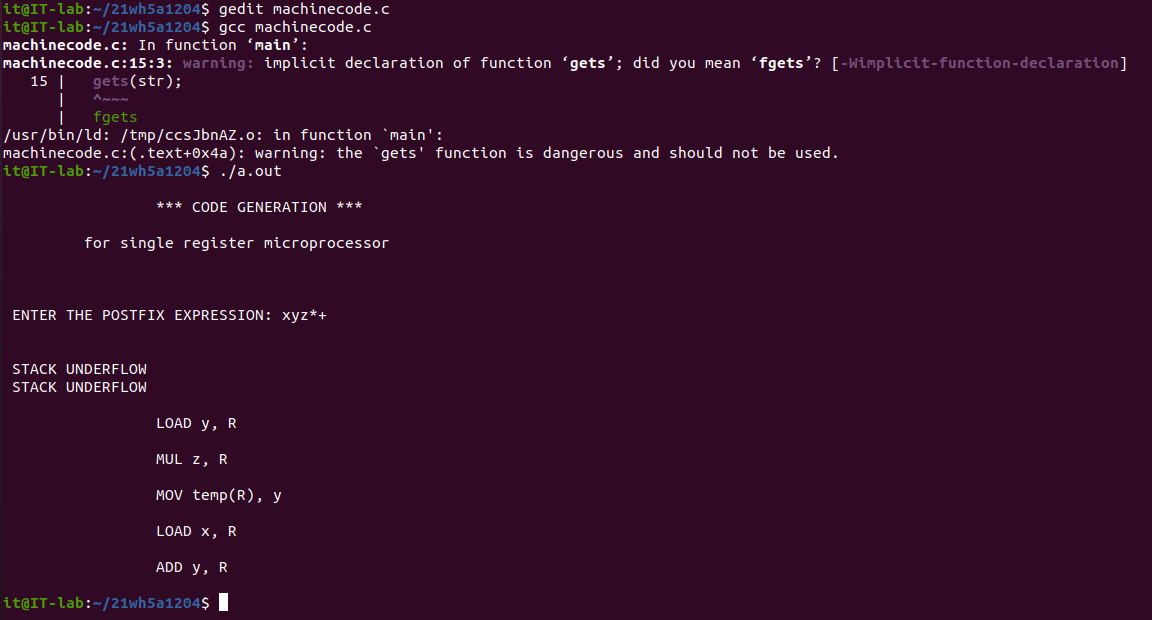 it@IT-lab:~/21wh5a1204$ gedit machinecode.c
it@IT-lab:~/21wh5a1204$ gcc machinecode.c
machinecode.c: In function ‘main’:
machinecode.c:15:3: warning: implicit declaration of function ‘gets’; did you mean ‘fgets’? [-Wimplicit-function-declaration]
   15 |   gets(str);
      |   ^~~~
      |   fgets
/usr/bin/ld: /tmp/ccsJbnAZ.o: in function `main':
machinecode.c:(.text+0x4a): warning: the `gets' function is dangerous and should not be used.
it@IT-lab:~/21wh5a1204$ ./a.out
*** CODE GENERATION ***
for single register microprocessor
ENTER THE POSTFIX EXPRESSION: xyz*+
STACK UNDERFLOW
STACK UNDERFLOW
LOAD y, R
MUL z, R
MOV temp(R), y
LOAD x, R
ADD y, R
it@IT-lab:~/21wh5a1204$